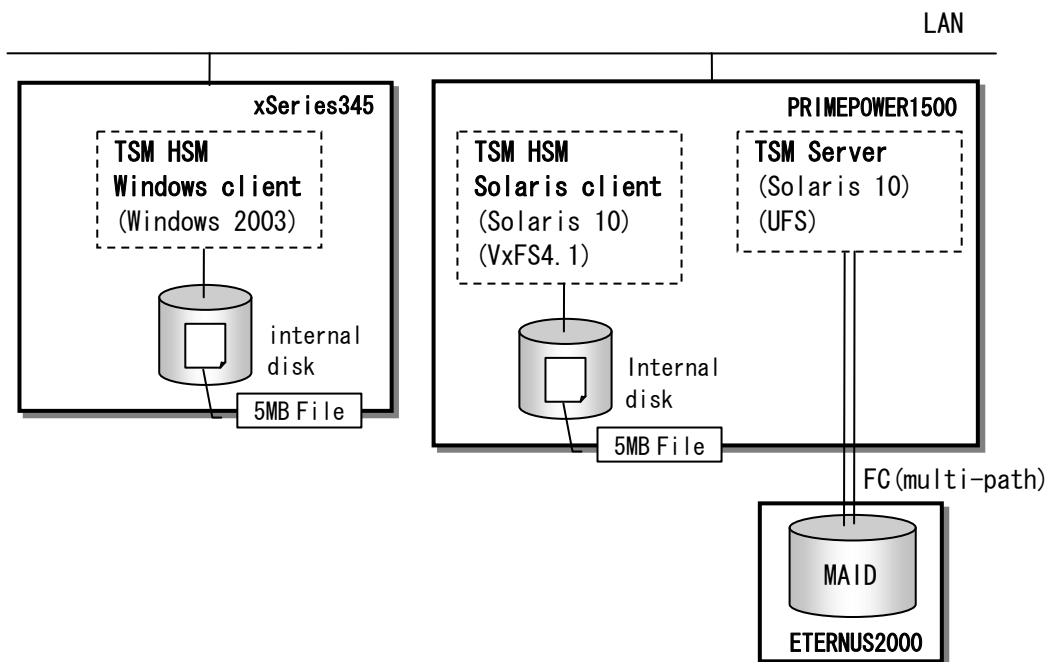 LAN
xSeries345
TSM HSM
Windows client
(Windows 2003)
internal
disk
5MB File
PRIMEPOWER1500
TSM HSM
Solaris client
(Solaris 10)
(VxFS4.1)
Internal
disk
5MB File
TSM Server
(Solaris 10)
(UFS)
FC(multi-path)
MAID
ETERNUS2000